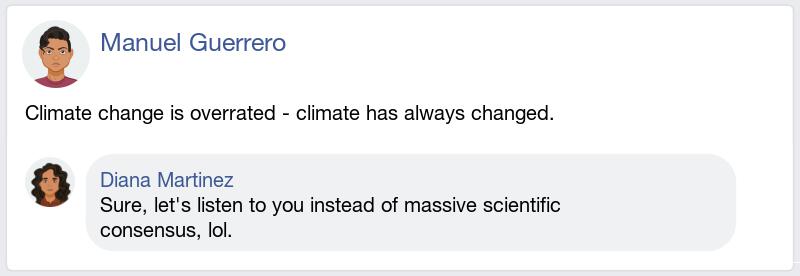 Manuel Guerrero
Climate change is overrated - climate has always changed.
Diana Martinez
Sure, let's listen to you instead of massive scientific
consensus, lol.